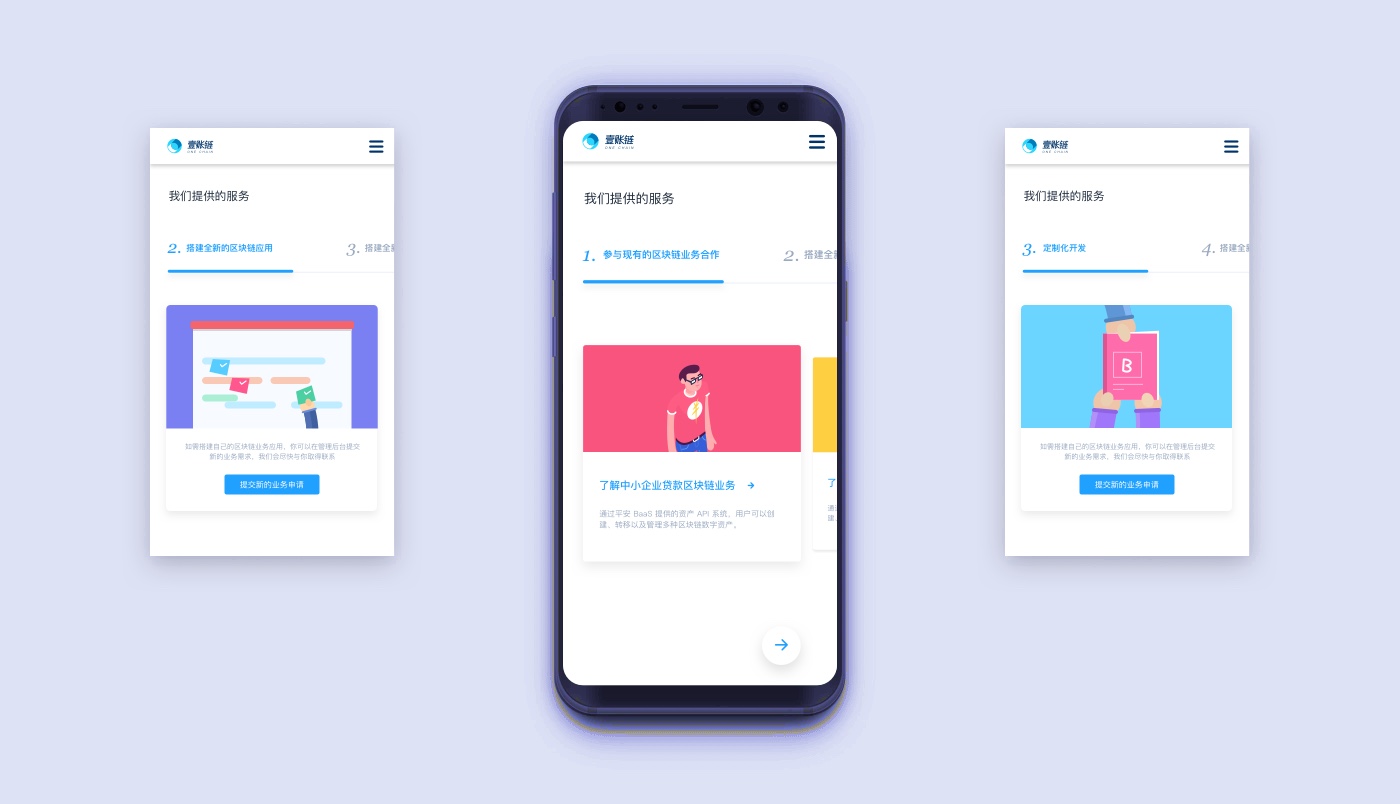 壹账链
ONE CHAIN
我们提供的服务
2. 搭建全新的区块链应用
3. 搭建全
如需搭建自己的区块链业务应用，你可以在管理后台提交
新的业务需求，我们会尽快与你取得联系
提交新的业务申请
壹账链
ONE CHAIN
我们提供的服务
1. 参与现有的区块链业务合作
2. 搭建全
了解中小企业贷款区块链业务
通过平安 BaaS 提供的资产 API 系统，用户可以创
建、转移以及管理多种区块链数字资产。
了
通
建、
壹账链
ONE CHAIN
我们提供的服务
3. 定制化开发
4. 搭建全
B
如需搭建自己的区块链业务应用，你可以在管理后台提交
新的业务需求，我们会尽快与你取得联系
提交新的业务申请